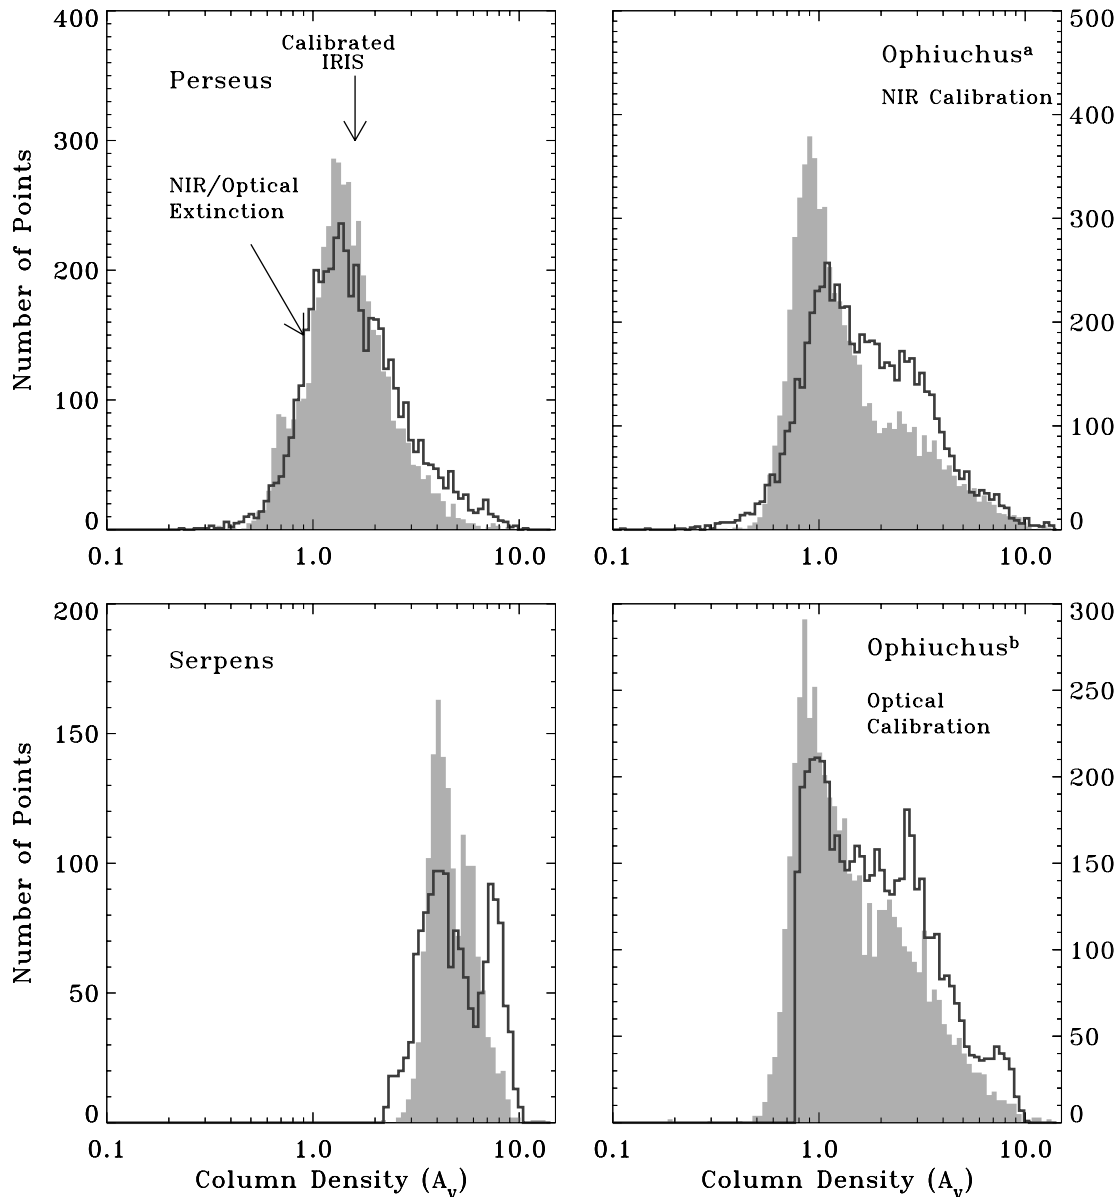 400
300
200
100
0
Number of Points
Perseus
Calibrated
IRIS
NIR/Optical
Extinction
0.1
1.0
10.0
Ophiuchusᵃ
NIR Calibration
500
400
300
200
100
0
0.1
1.0
10.0
200
150
100
50
0
Number of Points
Serpens
0.1
1.0
10.0
Column Density (Aᵥ)
Ophiuchusᵇ
Optical
Calibration
300
250
200
150
100
50
0
0.1
1.0
10.0
Column Density (Aᵥ)